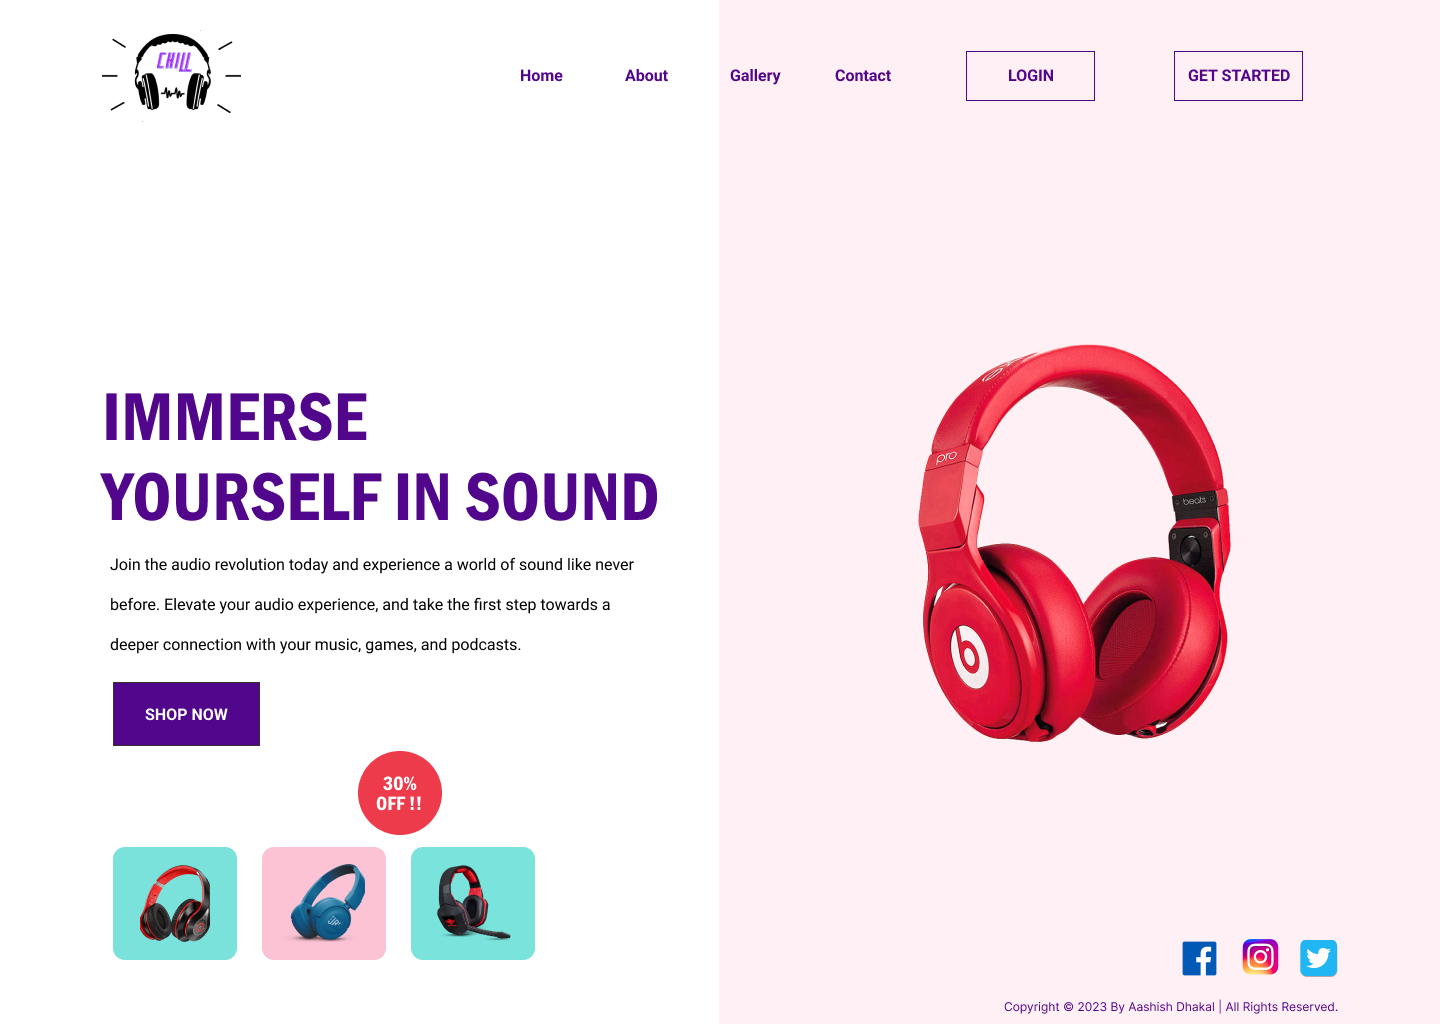 CHILL
Home
About
Gallery
Contact
LOGIN
GET STARTED
IMMERSE
YOURSELF IN SOUND
Join the audio revolution today and experience a world of sound like never
before. Elevate your audio experience, and take the first step towards a
deeper connection with your music, games, and podcasts.
SHOP NOW
30%
OFF !!
pro
beats
b
Copyright © 2023 By Aashish Dhakal | All Rights Reserved.